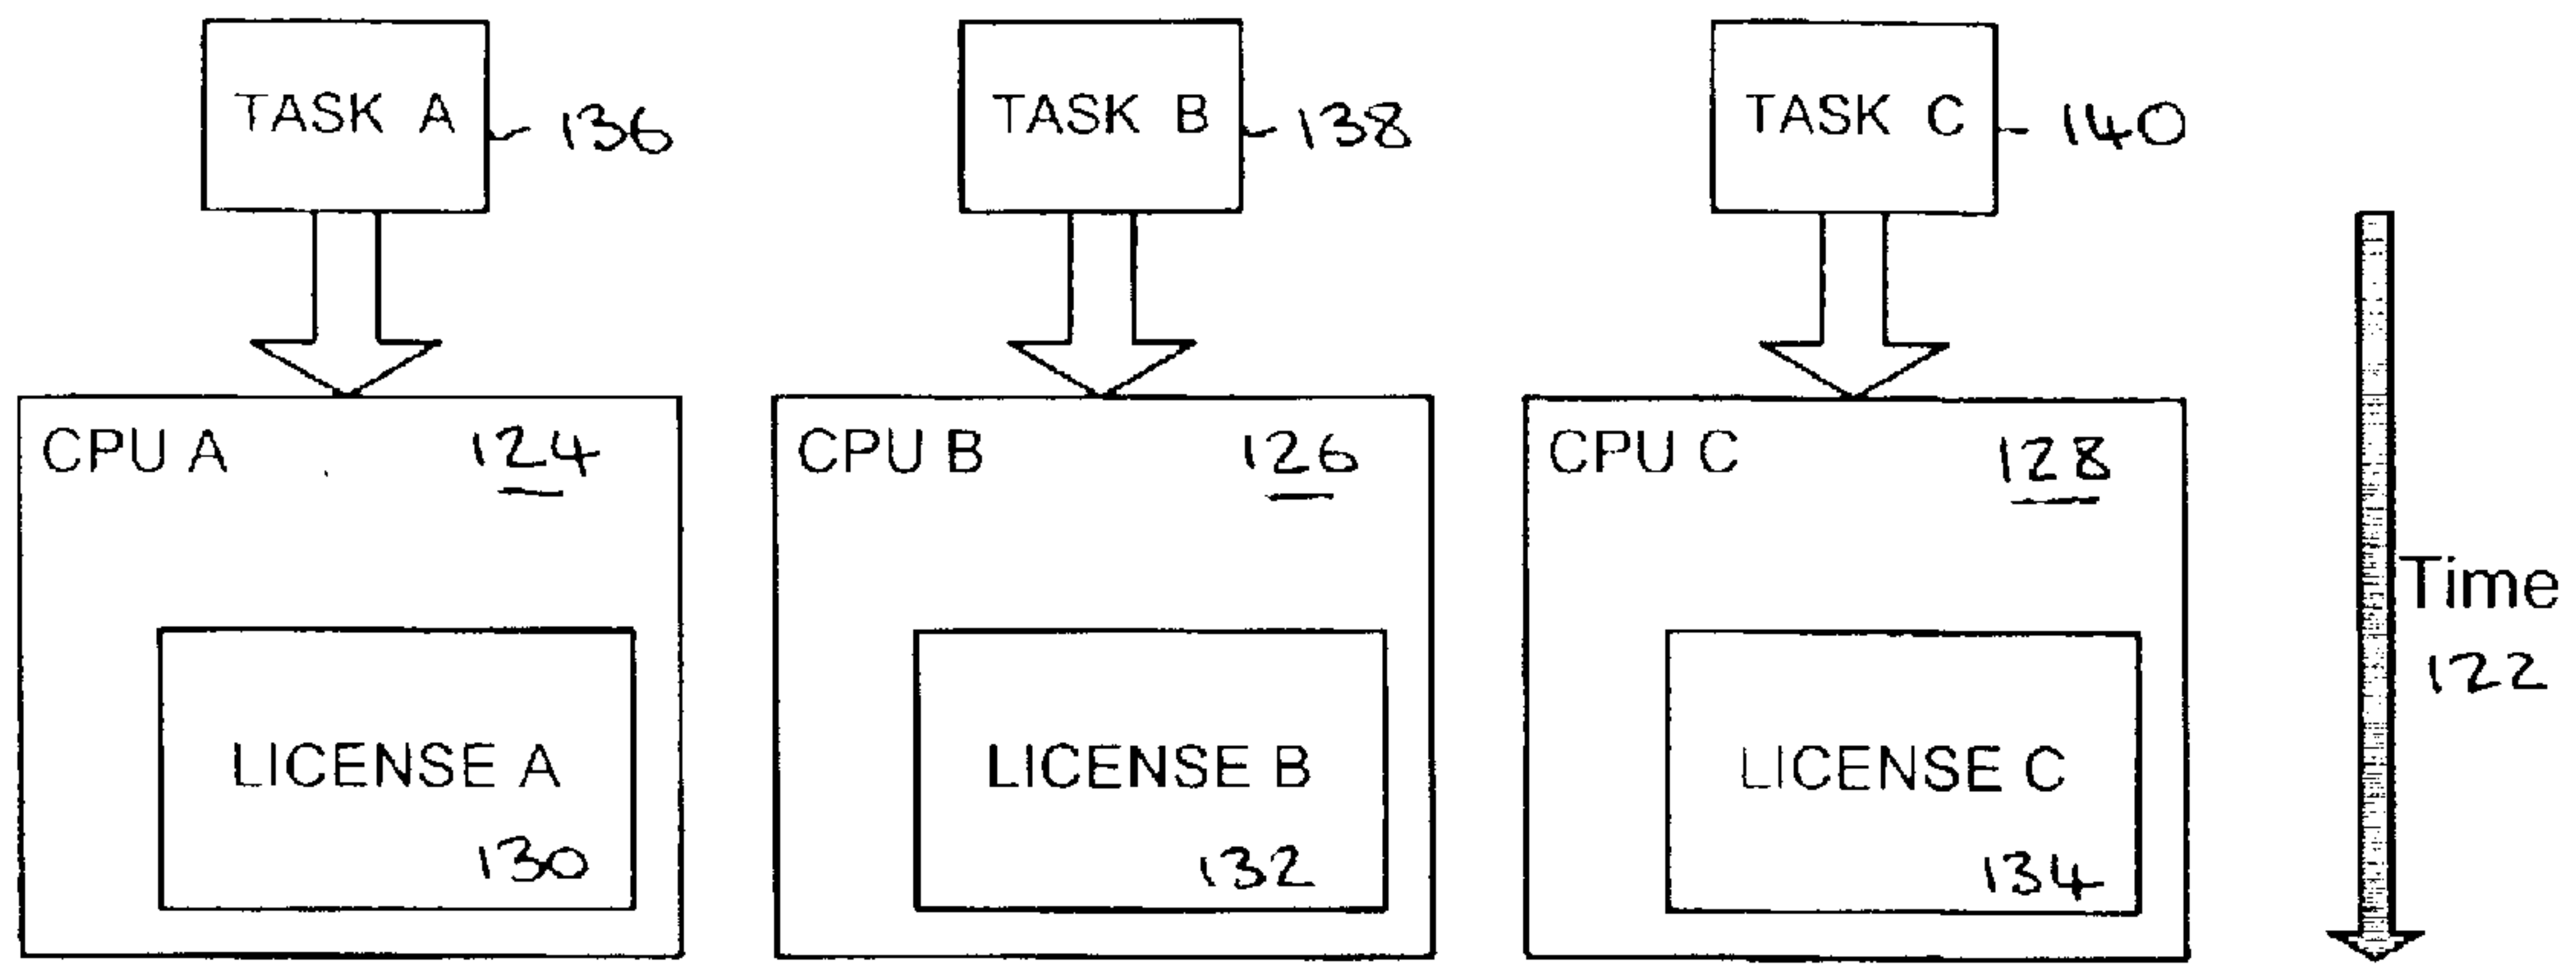 TASK A 136
TASK B 138
TASK C 140
CPU A 124
CPU B 126
CPU C 128
Time
122
LICENSE A
130
LICENSE B
132
LICENSE C
134